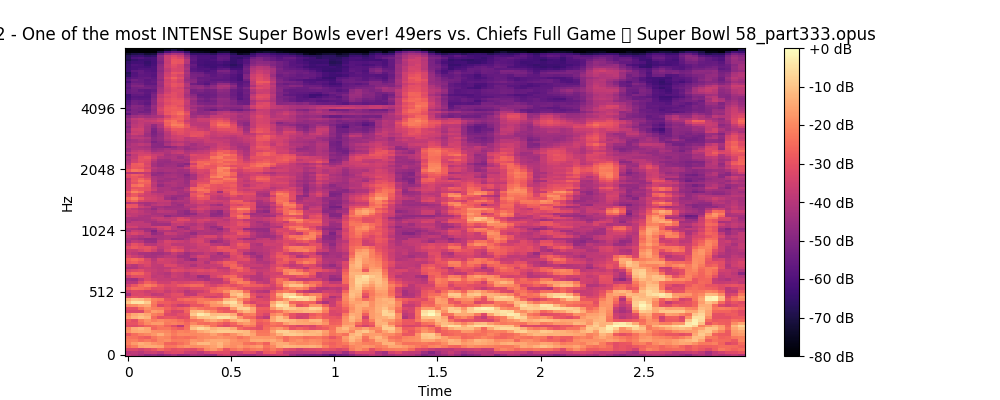 2 - One of the most INTENSE Super Bowls ever! 49ers vs. Chiefs Full Game ▯ Super Bowl 58_part333.opus
+0 dB
4096
-10 dB
-20 dB
2048
-30 dB
Hz
-40 dB
1024
-50 dB
512
-60 dB
-70 dB
0
-80 dB
0 0.5 1 1.5 2 2.5
Time